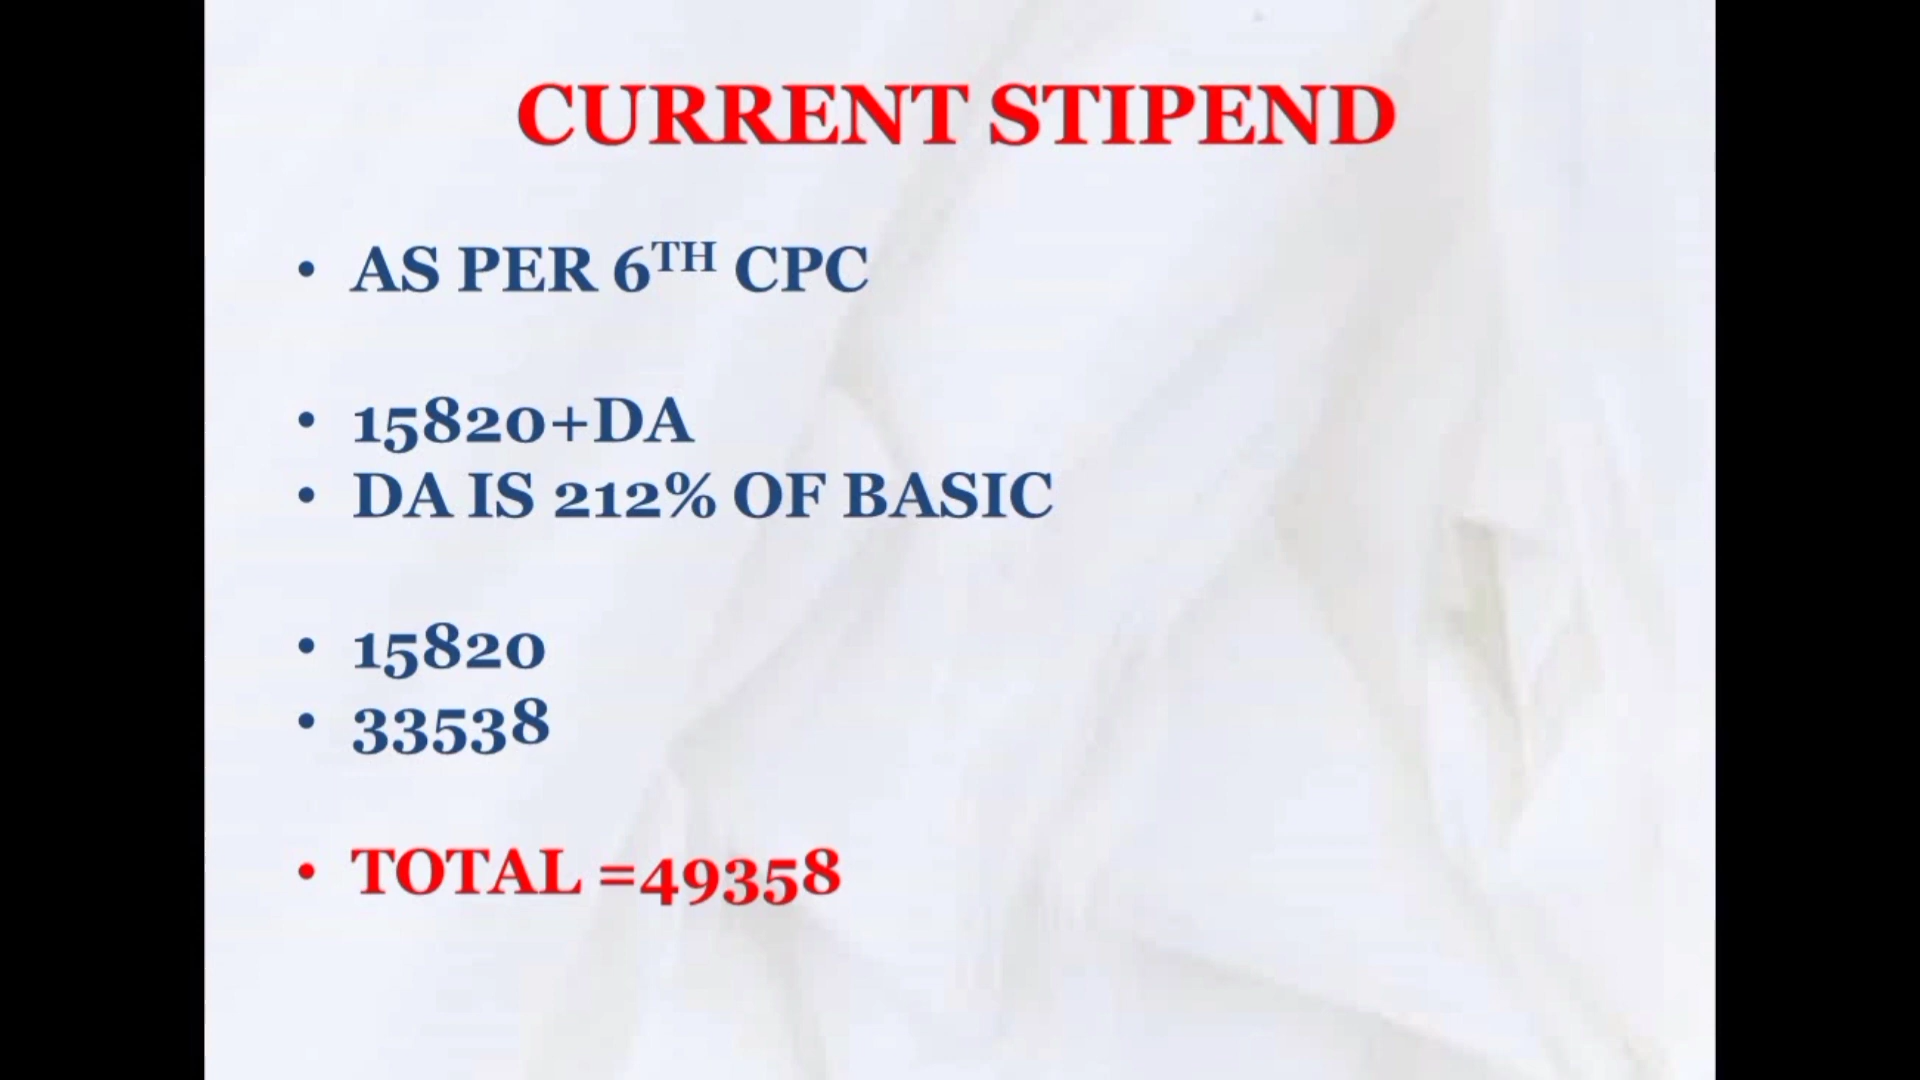 CURRENT STIPEND
• AS PER 6TH CPC
• 15820+DA
• DA IS 212% OF BASIC
• 15820
• 33538
• TOTAL =49358